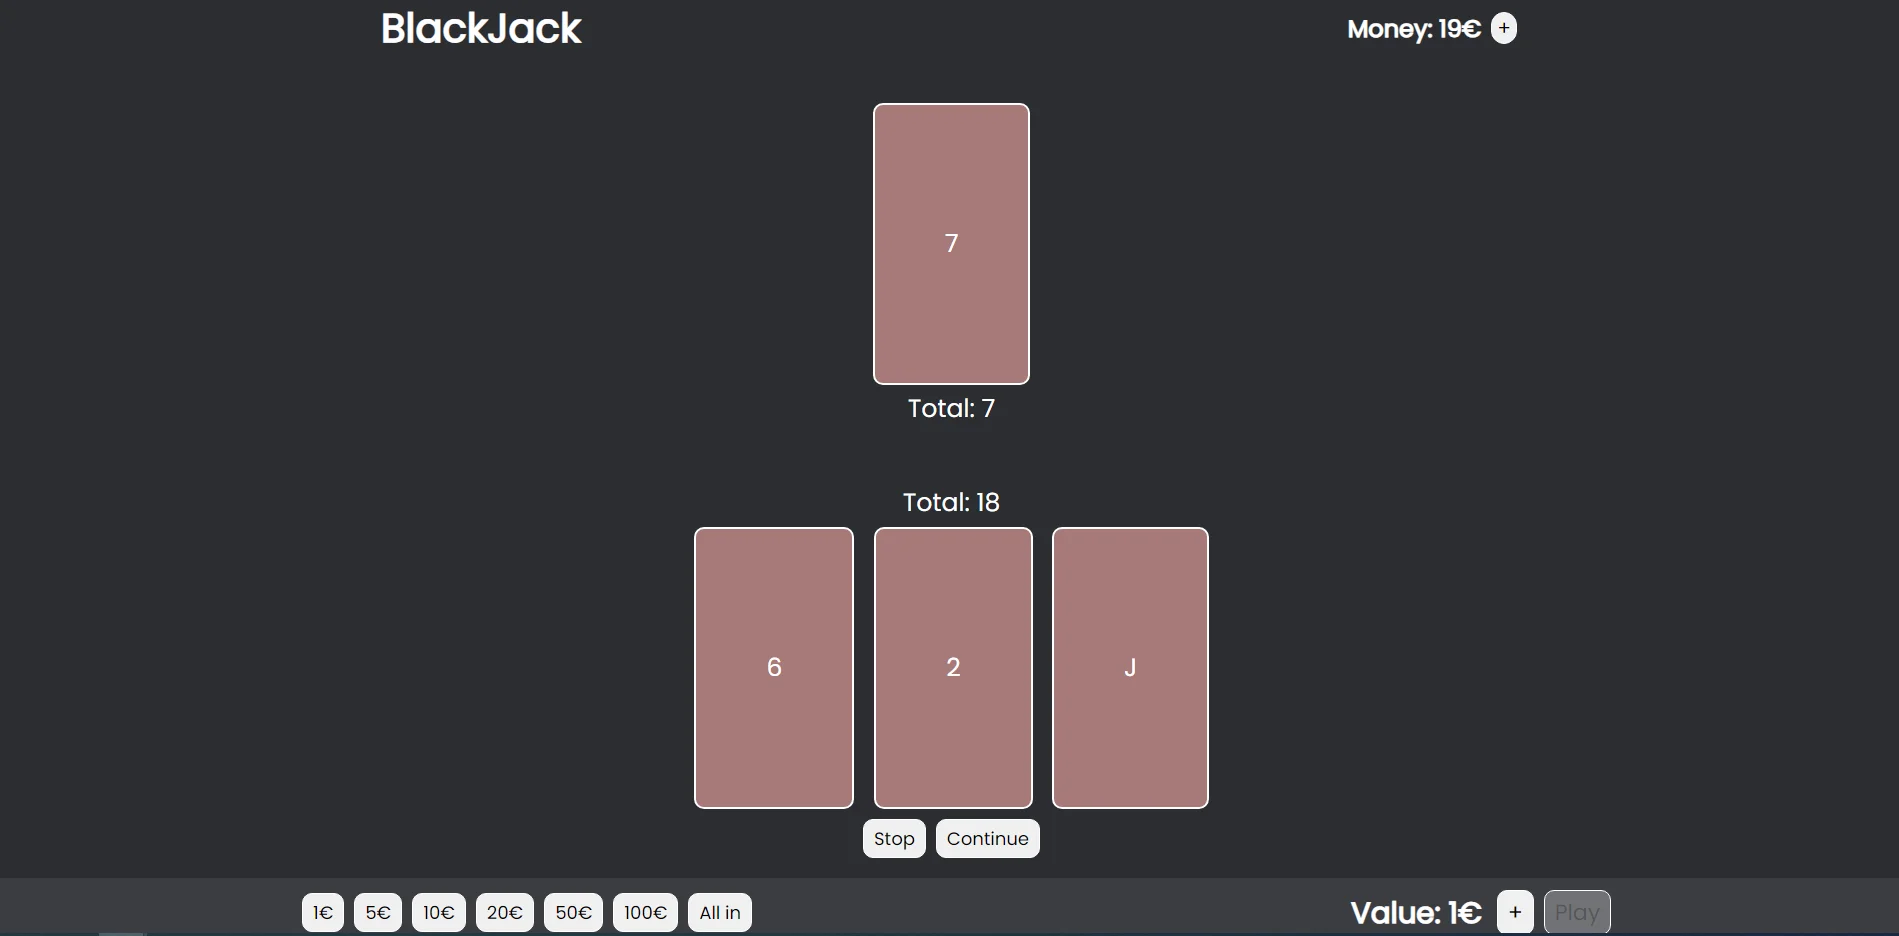 BlackJack
Money: 19€ +
7
Total: 7
Total: 18
6 2 J
Stop Continue
1€ 5€ 10€ 20€ 50€ 100€ All in
Value: 1€ + Play